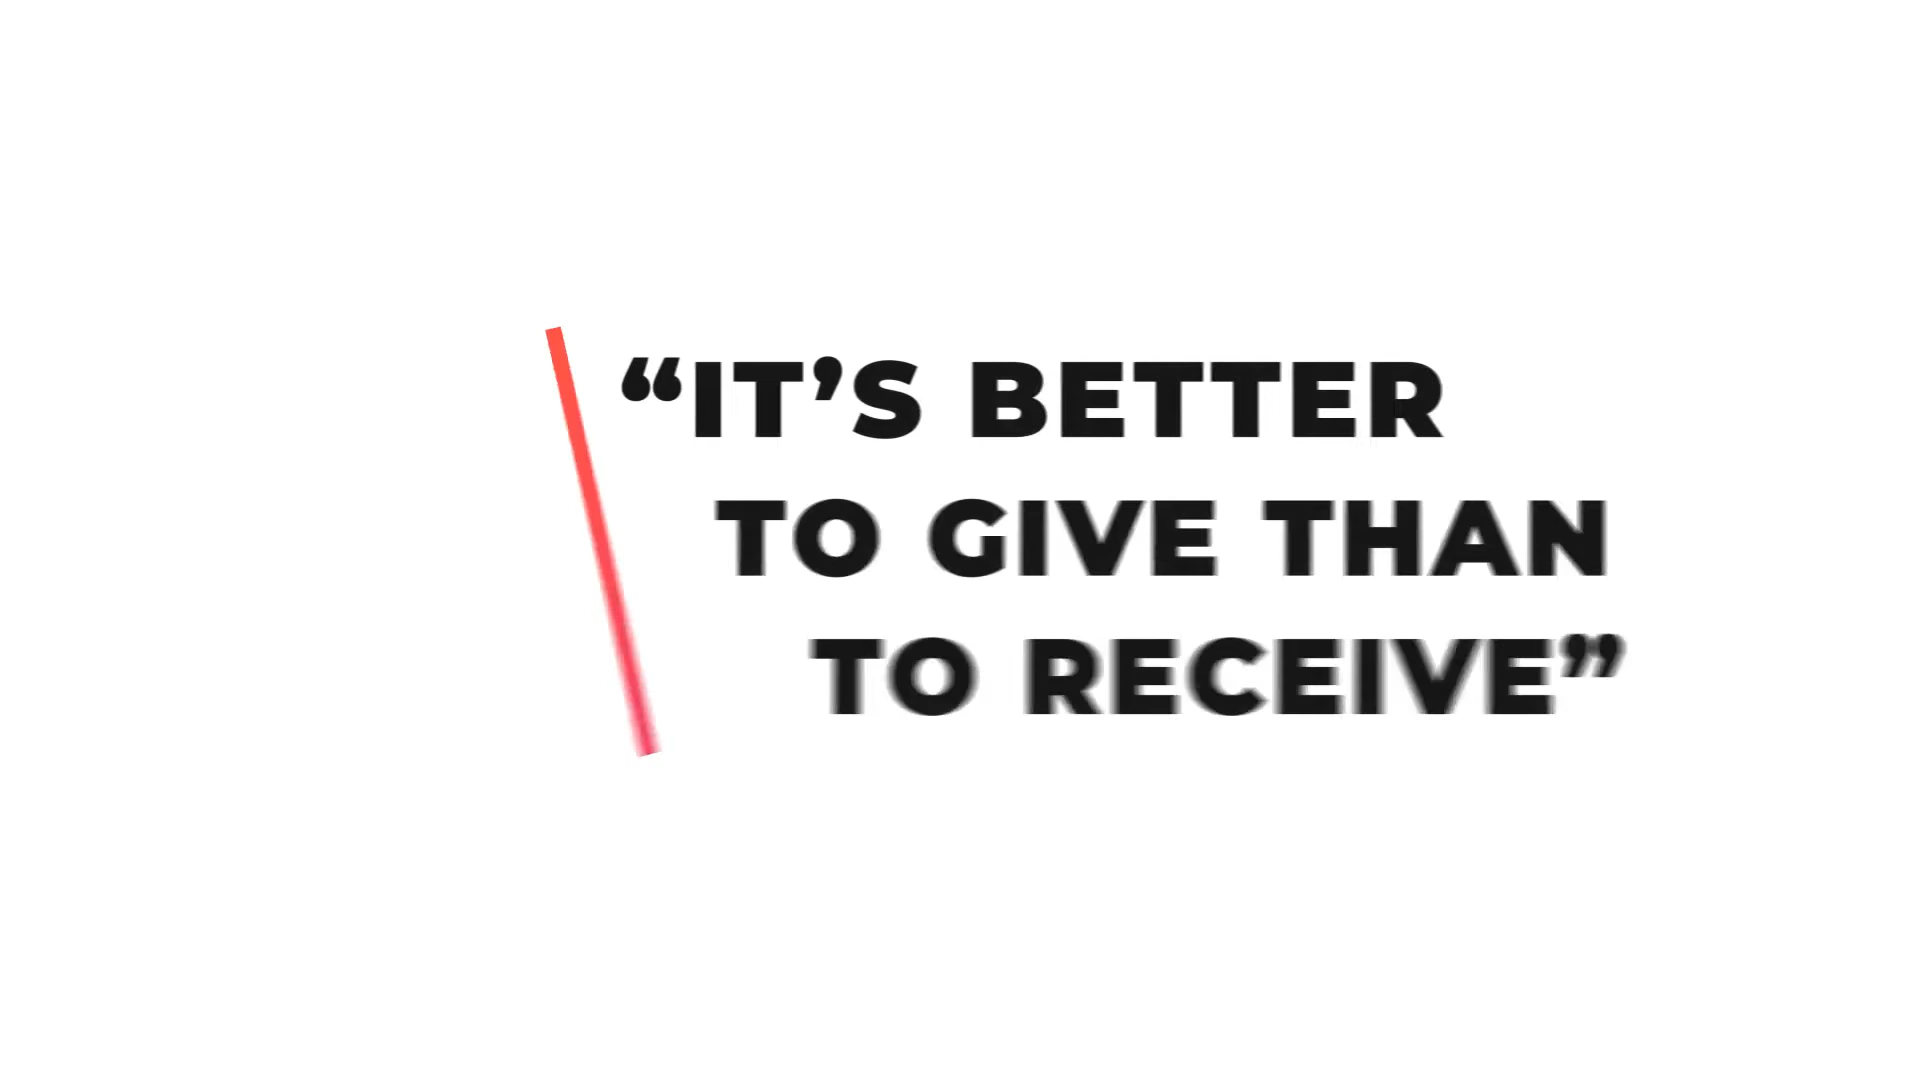 “IT’S BETTER
TO GIVE THAN
TO RECEIVE”